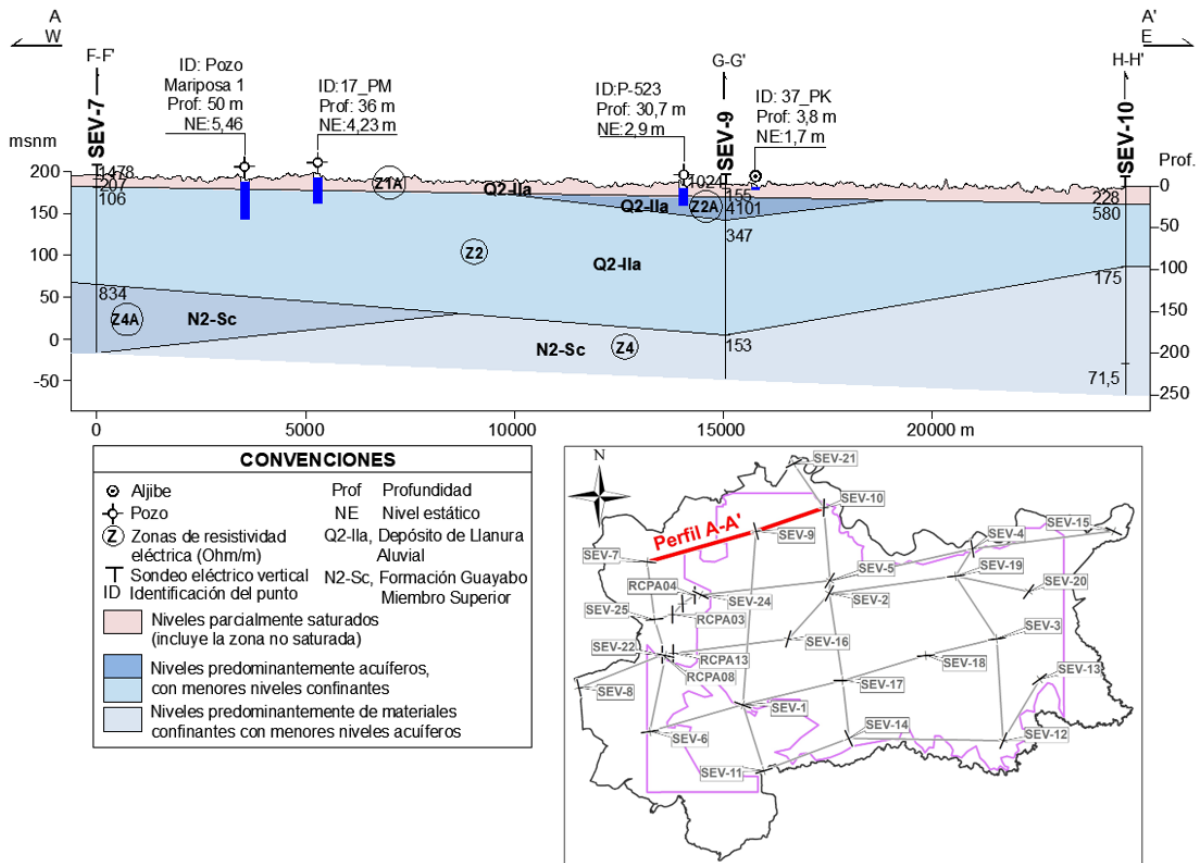 A
W
A'
E
F-F'
G-G'
H-H'
SEV-7
SEV-9
SEV-10
ID: Pozo
Mariposa 1
Prof: 50 m
NE:5,46
ID:17_PM
Prof: 36 m
NE:4,23 m
ID:P-523
Prof: 30,7 m
NE:2,9 m
ID: 37_PK
Prof: 3,8 m
NE:1,7 m
msnm
Prof.
200
150
100
50
0
-50
0
50
100
150
200
250
1478
207
106
834
1024
155
4101
347
153
228
580
175
71,5
Z1A
Q2-IIa
Q2-IIa
Z2A
Z2
Q2-IIa
Z4A
N2-Sc
N2-Sc
Z4
0
5000
10000
15000
20000 m
CONVENCIONES
Aljibe
Pozo
Z Zonas de resistividad
eléctrica (Ohm/m)
Sondeo eléctrico vertical
ID Identificación del punto
Prof Profundidad
NE Nivel estático
Q2-IIa, Depósito de Llanura
Aluvial
N2-Sc, Formación Guayabo
Miembro Superior
Niveles parcialmente saturados
(incluye la zona no saturada)
Niveles predominantemente acuíferos,
con menores niveles confinantes
Niveles predominantemente de materiales
confinantes con menores niveles acuíferos
N
SEV-21
SEV-10
Perfil A-A'
SEV-9
SEV-7
SEV-15
SEV-4
SEV-19
SEV-5
SEV-20
RCPA04
SEV-24
SEV-2
SEV-25
RCPA03
SEV-3
SEV-16
SEV-22
RCPA13
SEV-18
RCPA08
SEV-13
SEV-17
SEV-8
SEV-1
SEV-14
SEV-6
SEV-12
SEV-11